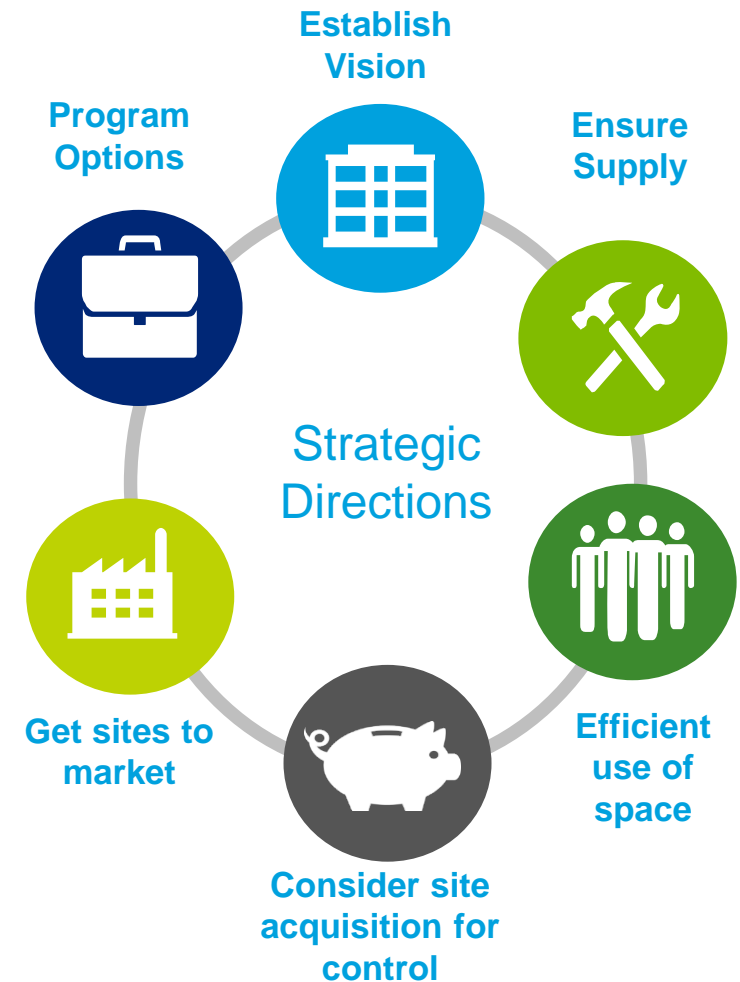 Establish
Vision
Program
Options
Ensure
Supply
Strategic
Directions
Get sites to
market
Efficient
use of
space
Consider site
acquisition for
control